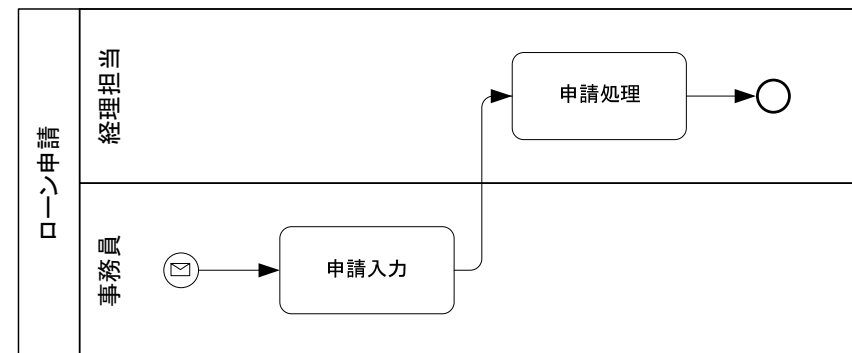 ローン申請
経理担当
申請処理
事務員
申請入力